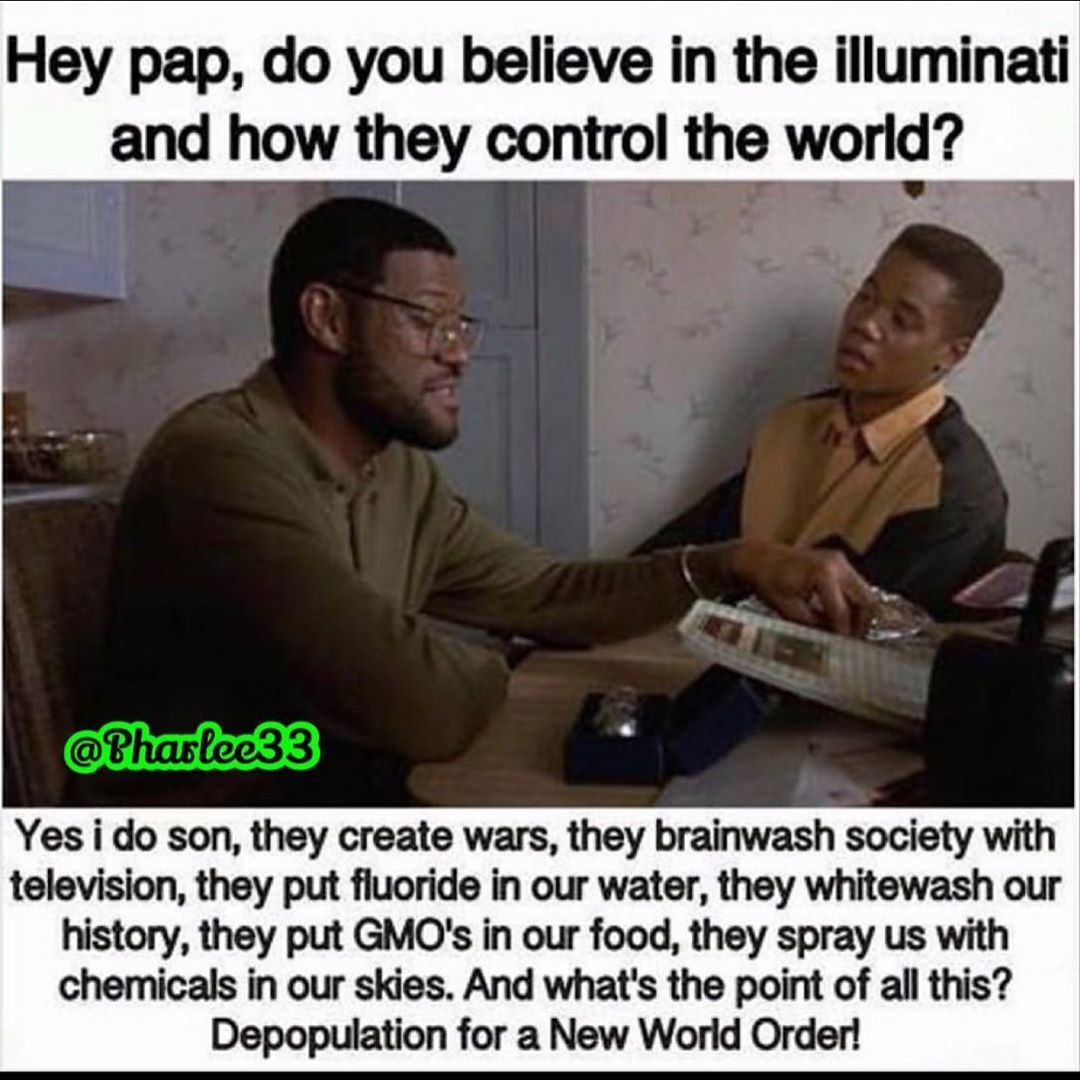 Hey pap, do you believe in the illuminati
and how they control the world?
@Pharlee33
Yes i do son, they create wars, they brainwash society with
television, they put fluoride in our water, they whitewash our
history, they put GMO's in our food, they spray us with
chemicals in our skies. And what's the point of all this?
Depopulation for a New World Order!